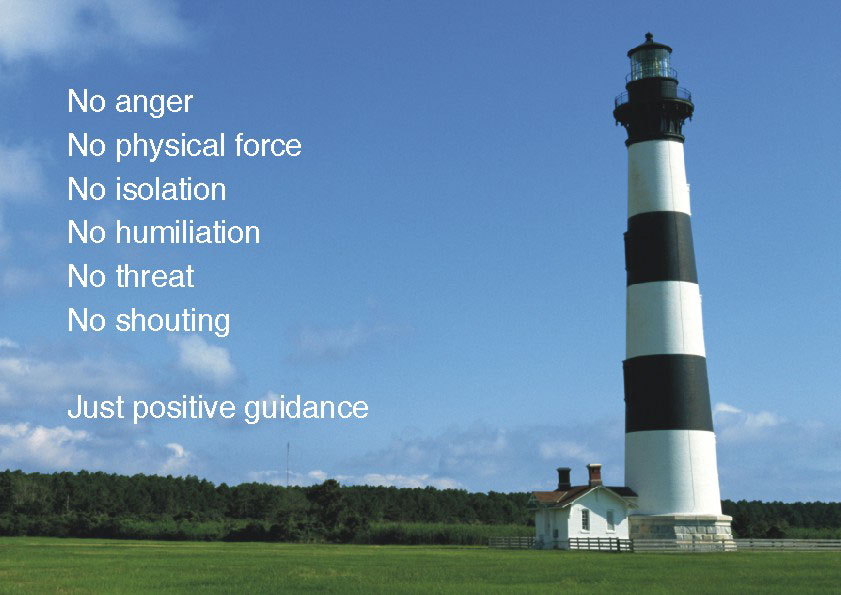 No anger
No physical force
No isolation
No humiliation
No threat
No shouting
Just positive guidance